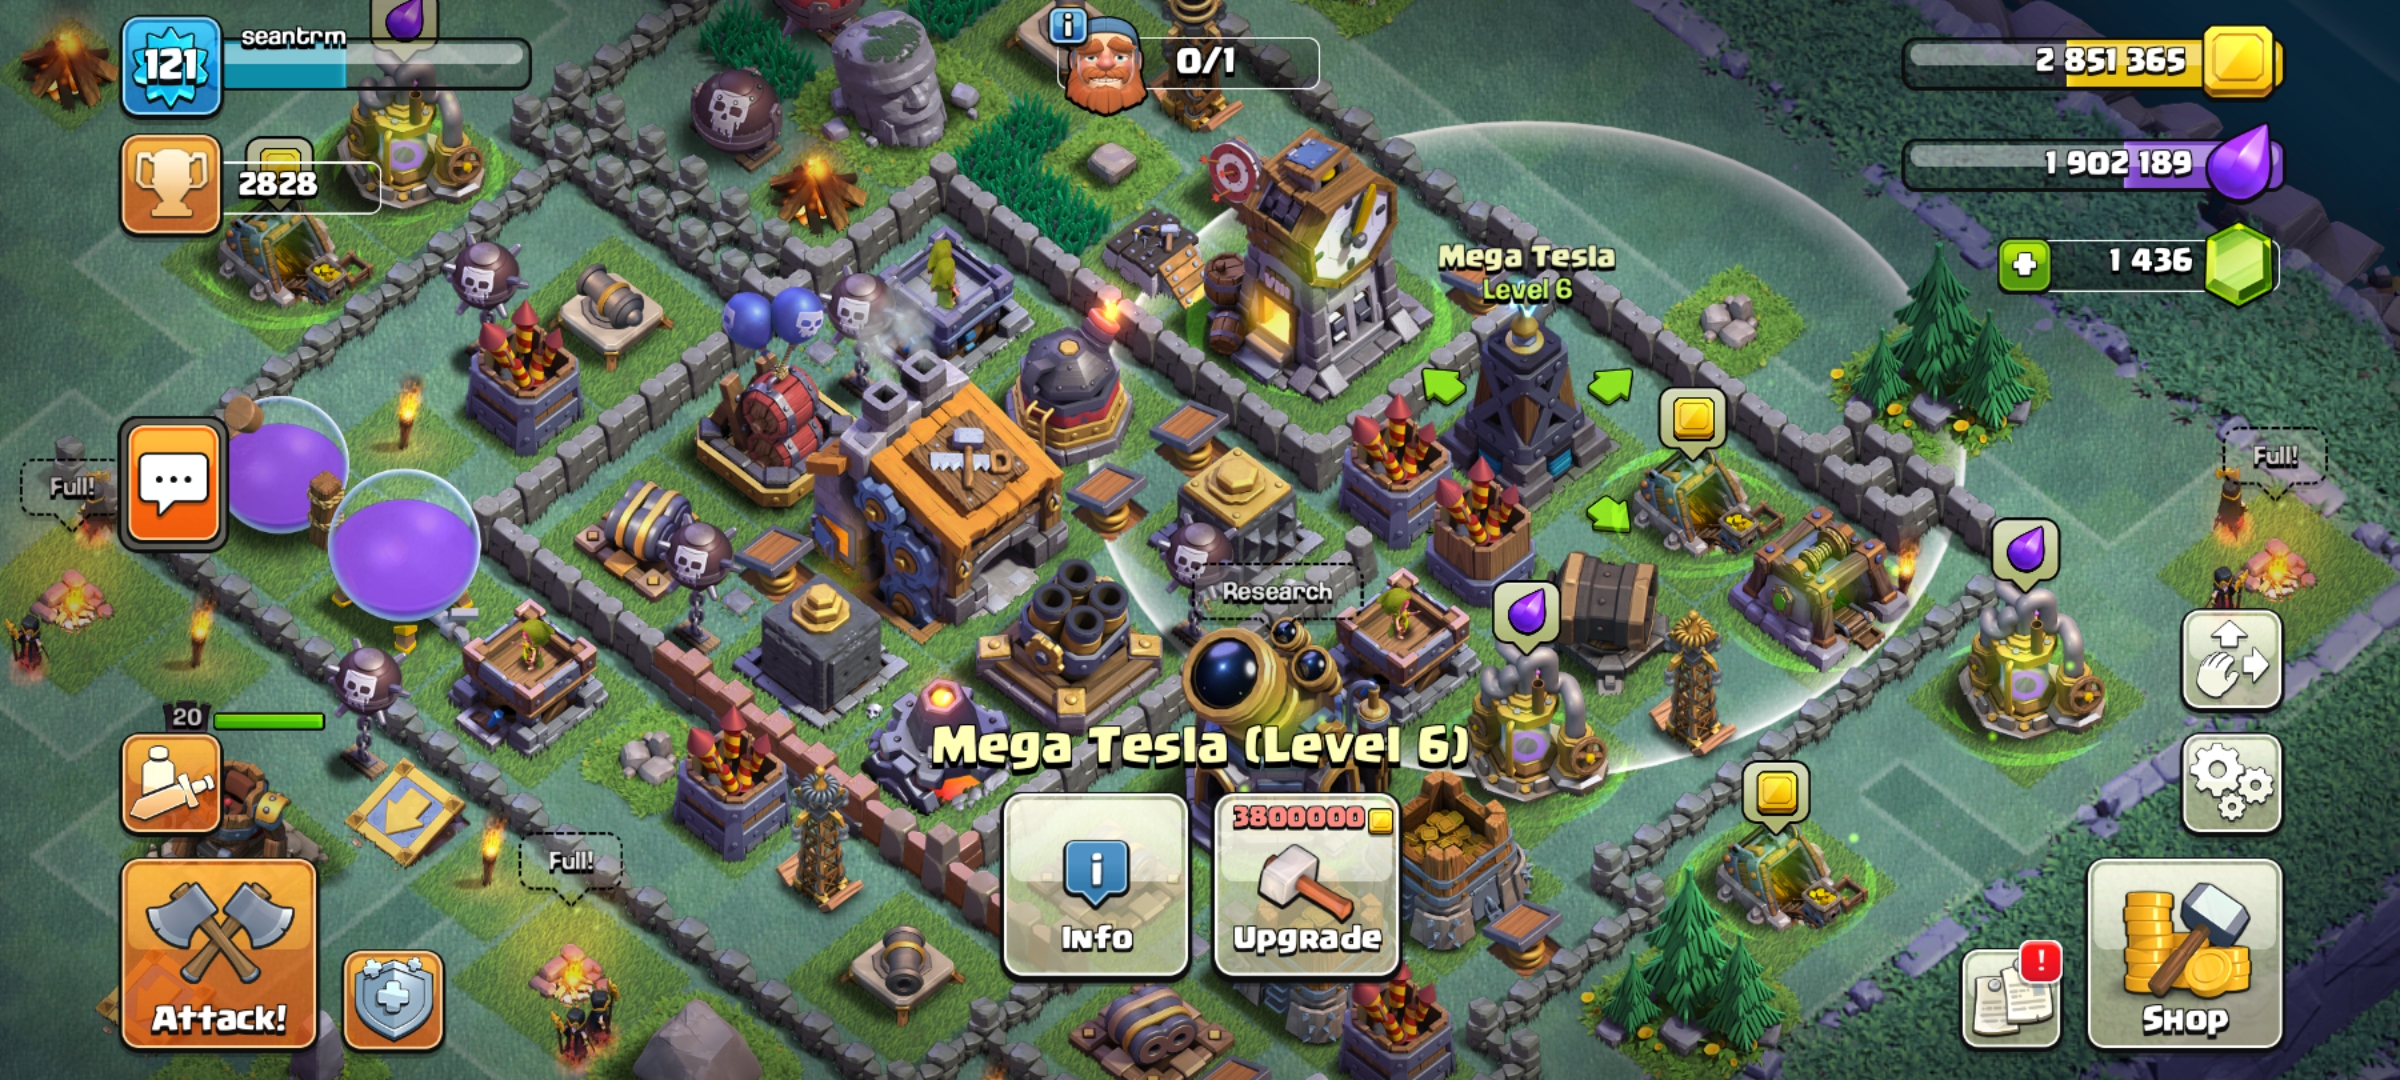 121
seantrm
0/1
2 851 365
2828
1 902 189
1 436
Mega Tesla
Level 6
VIII
Full!
Full!
Research
20
Mega Tesla (Level 6)
3800000
Full!
Info
Upgrade
Attack!
!
Shop